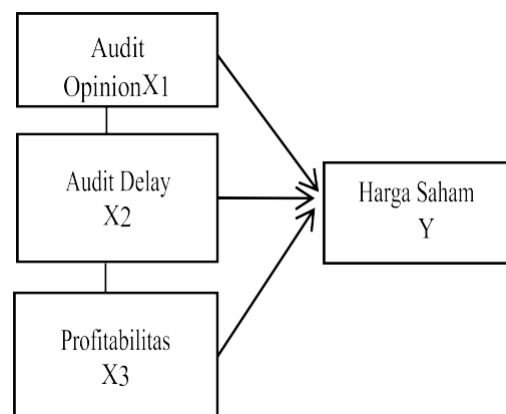 Audit
OpinionX1
Audit Delay
X2
Harga Saham
Y
Profitabilitas
X3